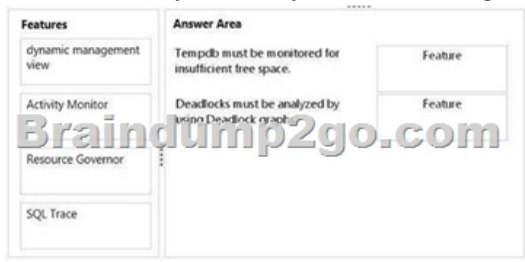 Features
dynamic management
view
Activity Monitor
Resource Governor
SQL Trace
Answer Area
Tempdb must be monitored for
insufficient free space.
Feature
Deadlocks must be analyzed by
using Deadlock graphs.
Feature
Braindump2go.com